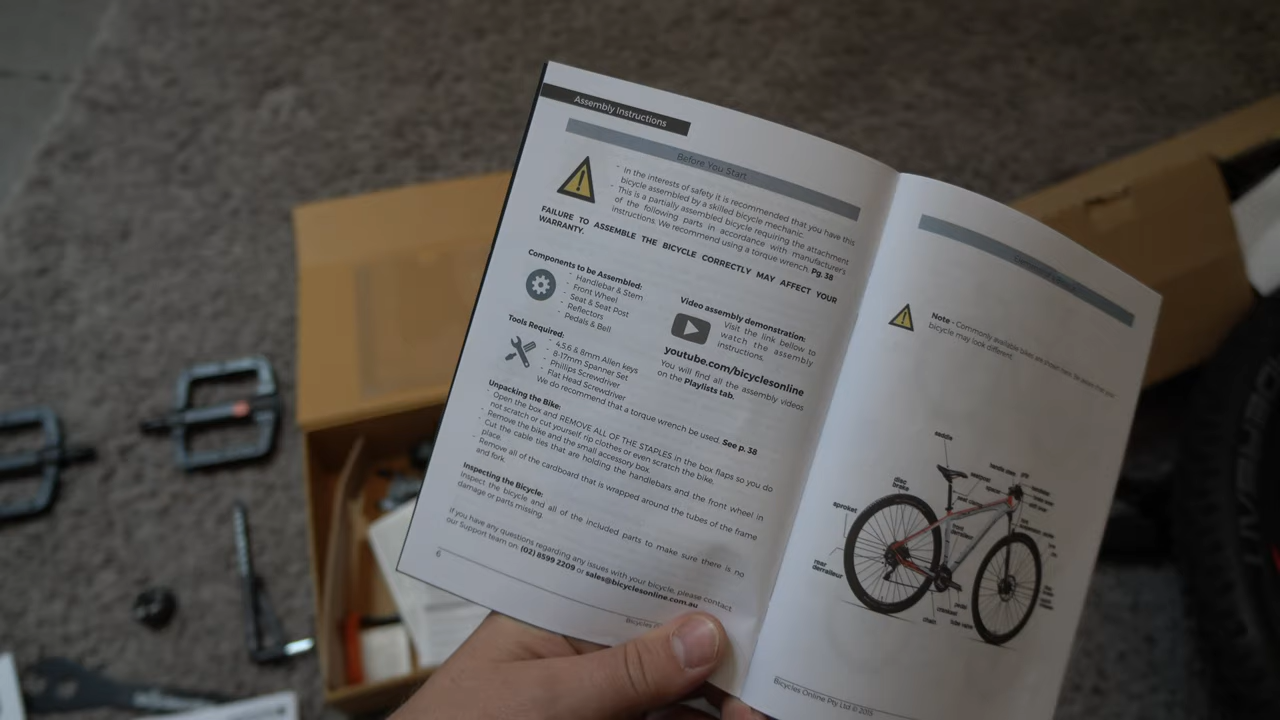 Assembly Instructions
Before You Start
- In the interests of safety it is recommended that you have this
bicycle assembled by a skilled bicycle mechanic.
- This is a partially assembled bicycle requiring the attachment
of the following parts in accordance with manufacturer's
instructions. We recommend using a torque wrench. Pg. 38
FAILURE TO ASSEMBLE THE BICYCLE CORRECTLY MAY AFFECT YOUR
WARRANTY.
Components to be Assembled:
- Handlebar & Stem
- Front Wheel
- Seat & Seat Post
- Reflectors
- Pedals & Bell
Tools Required:
- 4,5,6 & 8mm Allen keys
- 8-17mm Spanner Set
- Phillips Screwdriver
- Flat Head Screwdriver
We do recommend that a torque wrench be used. See p. 38
Video assembly demonstration:
Visit the link bellow to
watch the assembly
instructions.
youtube.com/bicyclesonline
You will find all the assembly videos
on the Playlists tab.
Unpacking the Bike:
- Open the box and REMOVE ALL OF THE STAPLES in the box flaps so you do
not scratch or cut yourself, rip clothes or even scratch the bike.
- Remove the bike and the small accessory box.
- Cut the cable ties that are holding the handlebars and the front wheel in
place.
- Remove all of the cardboard that is wrapped around the tubes of the frame
and fork.
Inspecting the Bicycle:
Inspect the bicycle and all of the included parts to make sure there is no
damage or parts missing.
If you have any questions regarding any issues with your bicycle, please contact
our Support team on: (02) 8599 2209 or sales@bicyclesonline.com.au
6
Bicycles
Note - Commonly available bikes are shown here.
bicycle may look different.
saddle
disc
brake
sprocket
rear
derrailleur
chain
pedal
Bicycles Online Pty Ltd © 2015